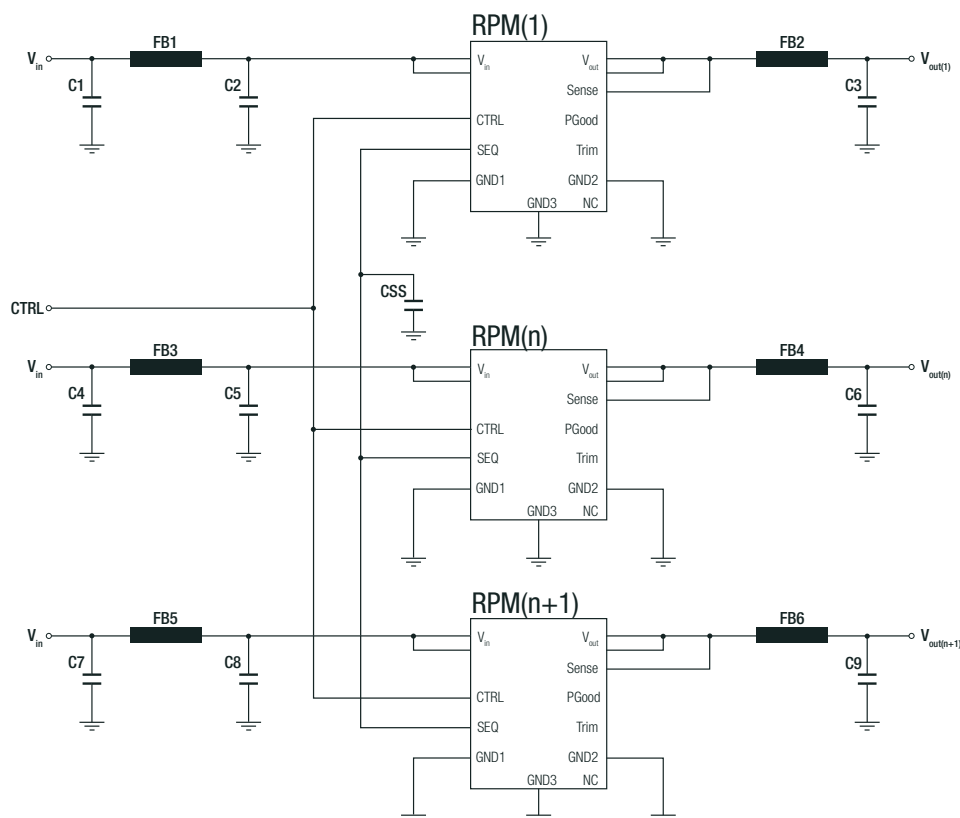 RPM(1)
V_in
FB1
C1
C2
V_in
V_out
Sense
CTRL
PGood
SEQ
Trim
GND1
GND2
GND3
NC
FB2
C3
V_out(1)
CSS
CTRL
RPM(n)
V_in
FB3
C4
C5
V_in
V_out
Sense
CTRL
PGood
SEQ
Trim
GND1
GND2
GND3
NC
FB4
C6
V_out(n)
RPM(n+1)
V_in
FB5
C7
C8
V_in
V_out
Sense
CTRL
PGood
SEQ
Trim
GND1
GND2
GND3
NC
FB6
C9
V_out(n+1)